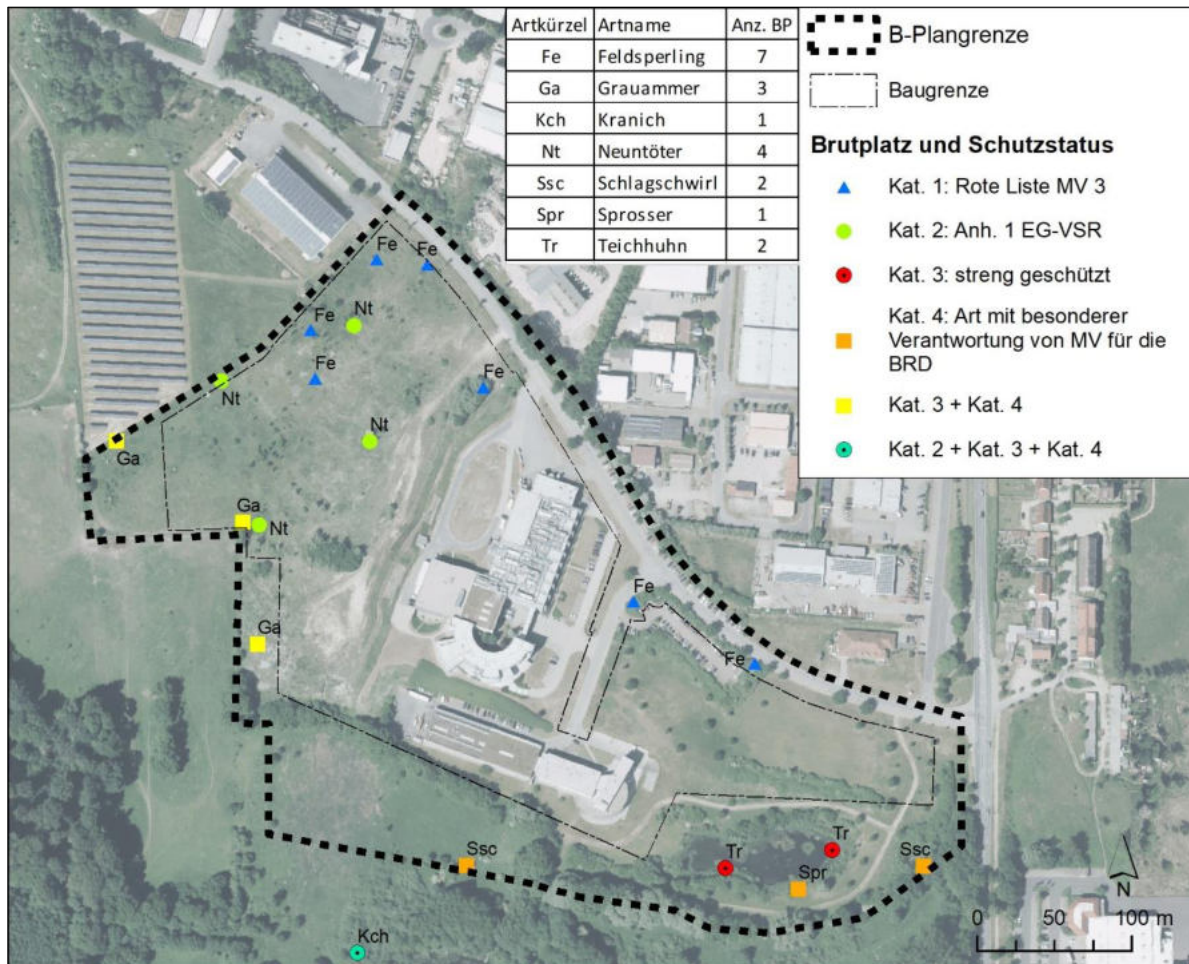 Artkürzel Artname Anz. BP
Fe Feldsperling 7
Ga Grauammer 3
Kch Kranich 1
Nt Neuntöter 4
Ssc Schlagschwirl 2
Spr Sprosser 1
Tr Teichhuhn 2
B-Plangrenze
Baugrenze
Brutplatz und Schutzstatus
Kat. 1: Rote Liste MV 3
Kat. 2: Anh. 1 EG-VSR
Kat. 3: streng geschützt
Kat. 4: Art mit besonderer
Verantwortung von MV für die
BRD
Kat. 3 + Kat. 4
Kat. 2 + Kat. 3 + Kat. 4
Fe
Fe
Fe
Nt
Fe
Nt
Fe
Nt
Ga
Ga
Nt
Fe
Ga
Fe
Tr
Ssc
Tr
Ssc
Spr
Kch
N
0 50 100 m